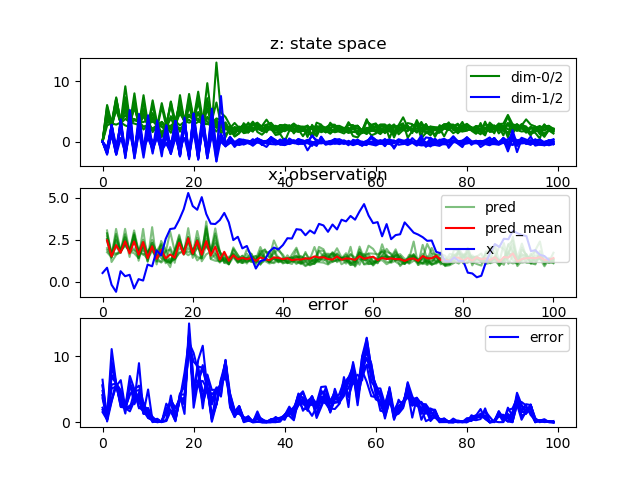 z: state space
10
0
dim-0/2
dim-1/2
0 20 40 60 80 100
x: observation
5.0
2.5
0.0
pred
pred_mean
x
0 20 40 60 80 100
error
10
0
error
0 20 40 60 80 100